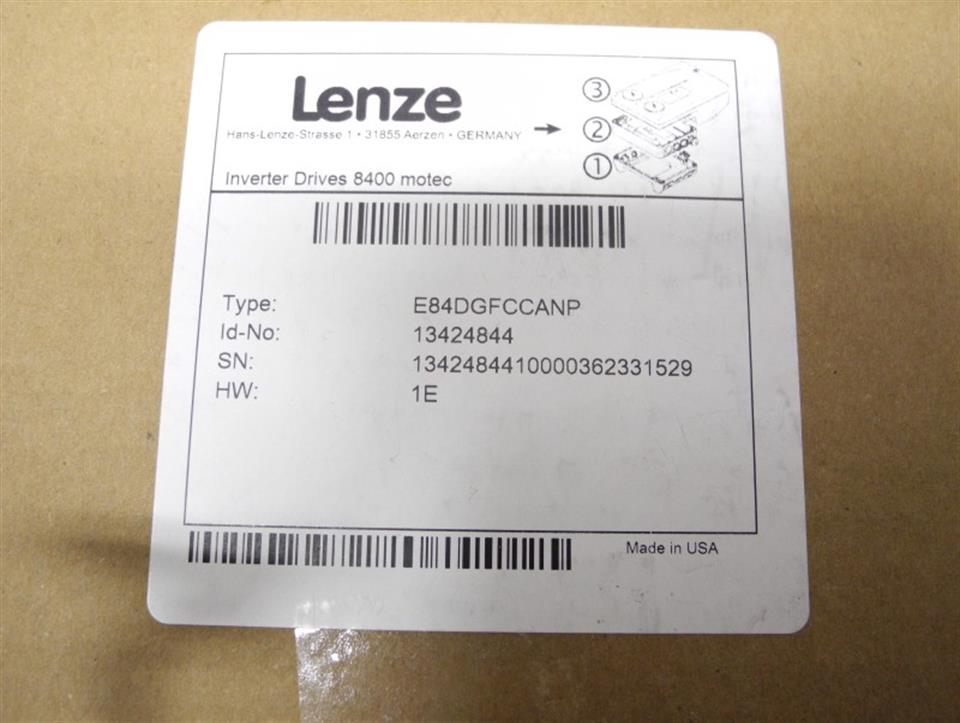 Lenze
Hans-Lenze-Strasse 1 • 31855 Aerzen • GERMANY
3
2
1
Inverter Drives 8400 motec
Type: E84DGFCCANP
Id-No: 13424844
SN: 1342484410000362331529
HW: 1E
Made in USA